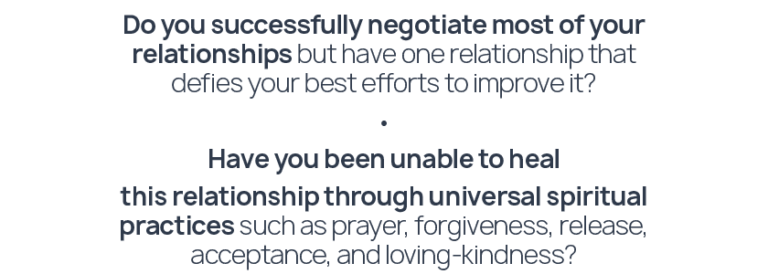 Do you successfully negotiate most of your
relationships but have one relationship that
defies your best efforts to improve it?
•
Have you been unable to heal
this relationship through universal spiritual
practices such as prayer, forgiveness, release,
acceptance, and loving-kindness?